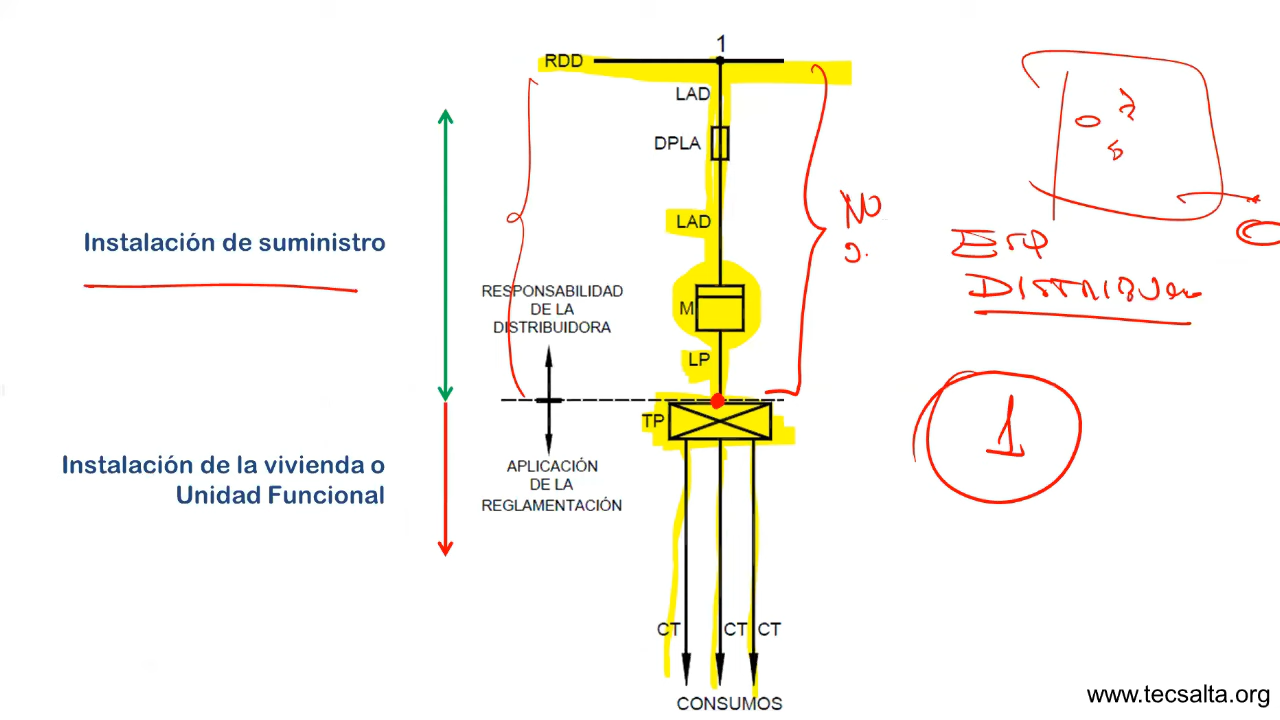 1
RDD
LAD
DPLA
LAD
NO
Instalación de suministro
RESPONSABILIDAD
DE LA
DISTRIBUIDORA
M
LP
TP
Instalación de la vivienda o
Unidad Funcional
APLICACIÓN
DE LA
REGLAMENTACIÓN
1
CT
CT
CT
CONSUMOS
www.tecsalta.org